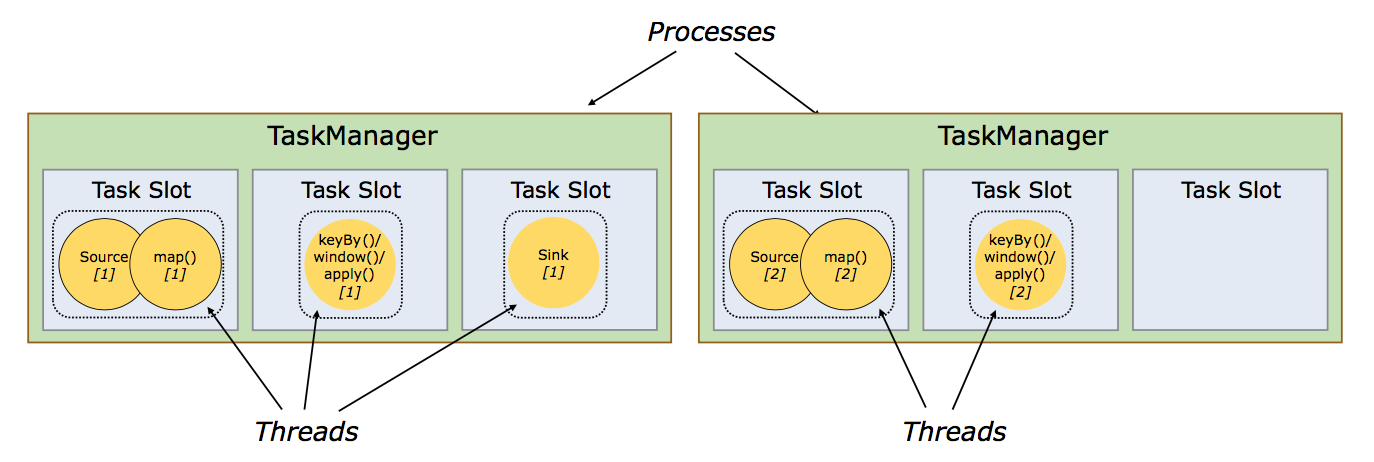 Processes
TaskManager
Task Slot
Source
[1]
map()
[1]
Task Slot
keyBy()/
window()/
apply()
[1]
Task Slot
Sink
[1]
TaskManager
Task Slot
Source
[2]
map()
[2]
Task Slot
keyBy()/
window()/
apply()
[2]
Task Slot
Threads
Threads